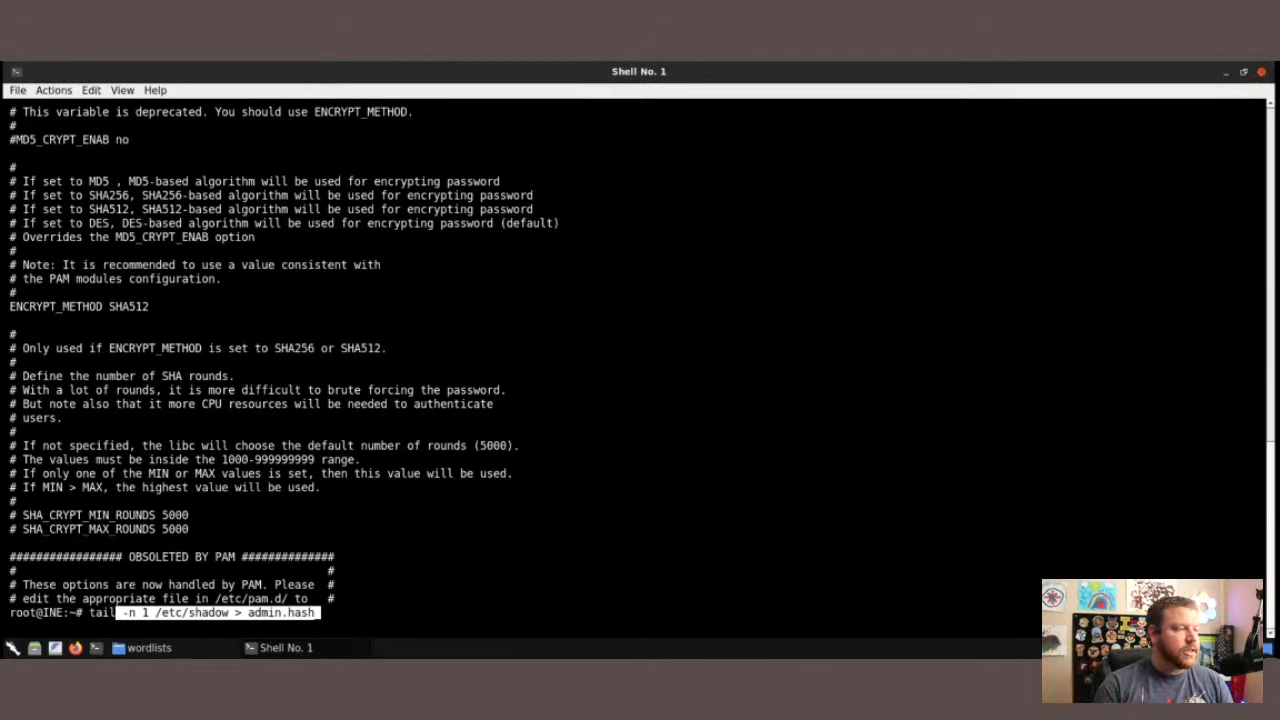 Shell No. 1
File Actions Edit View Help
# This variable is deprecated. You should use ENCRYPT_METHOD.
#
#MD5_CRYPT_ENAB no
#
# If set to MD5 , MD5-based algorithm will be used for encrypting password
# If set to SHA256, SHA256-based algorithm will be used for encrypting password
# If set to SHA512, SHA512-based algorithm will be used for encrypting password
# If set to DES, DES-based algorithm will be used for encrypting password (default)
# Overrides the MD5_CRYPT_ENAB option
#
# Note: It is recommended to use a value consistent with
# the PAM modules configuration.
#
ENCRYPT_METHOD SHA512
#
# Only used if ENCRYPT_METHOD is set to SHA256 or SHA512.
#
# Define the number of SHA rounds.
# With a lot of rounds, it is more difficult to brute forcing the password.
# But note also that it more CPU resources will be needed to authenticate
# users.
#
# If not specified, the libc will choose the default number of rounds (5000).
# The values must be inside the 1000-999999999 range.
# If only one of the MIN or MAX values is set, then this value will be used.
# If MIN > MAX, the highest value will be used.
#
# SHA_CRYPT_MIN_ROUNDS 5000
# SHA_CRYPT_MAX_ROUNDS 5000
################# OBSOLETED BY PAM ##############
# #
# These options are now handled by PAM. Please #
# edit the appropriate file in /etc/pam.d/ to #
root@INE:~# tail -n 1 /etc/shadow > admin.hash
wordlists Shell No. 1